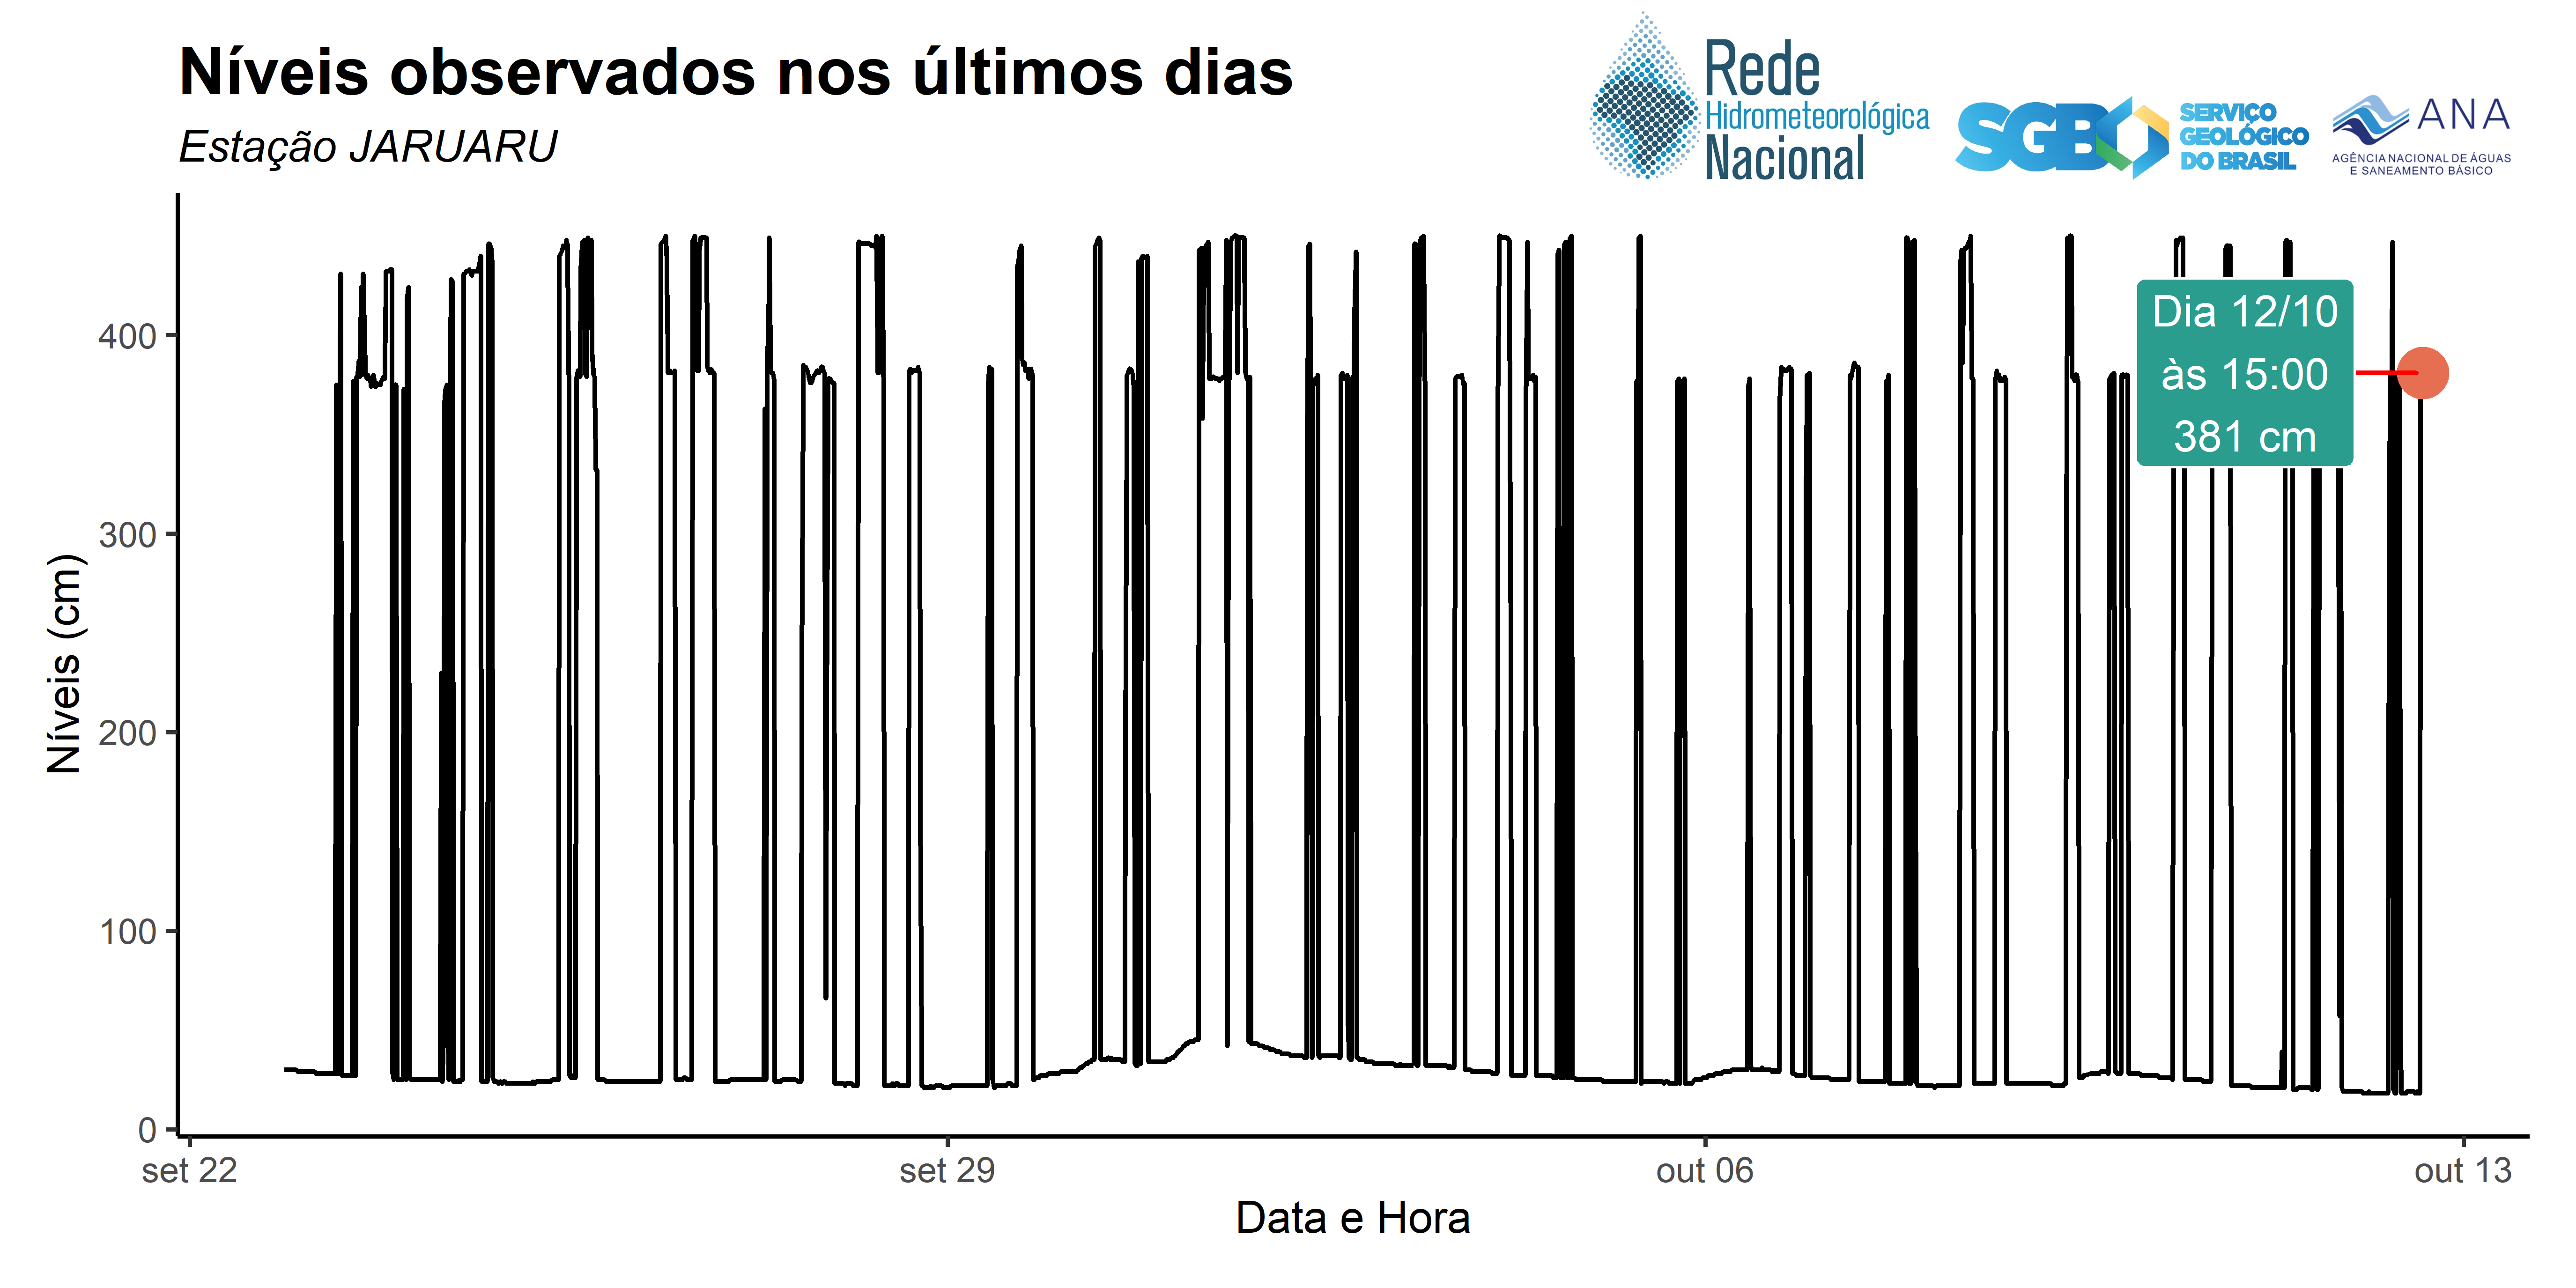 Níveis observados nos últimos dias
Estação JARUARU
Rede
Hidrometeorológica
Nacional
SGB
SERVIÇO
GEOLÓGICO
DO BRASIL
ANA
AGÊNCIA NACIONAL DE ÁGUAS
E SANEAMENTO BÁSICO
Níveis (cm)
400
300
200
100
0
Dia 12/10
às 15:00
381 cm
set 22
set 29
out 06
out 13
Data e Hora